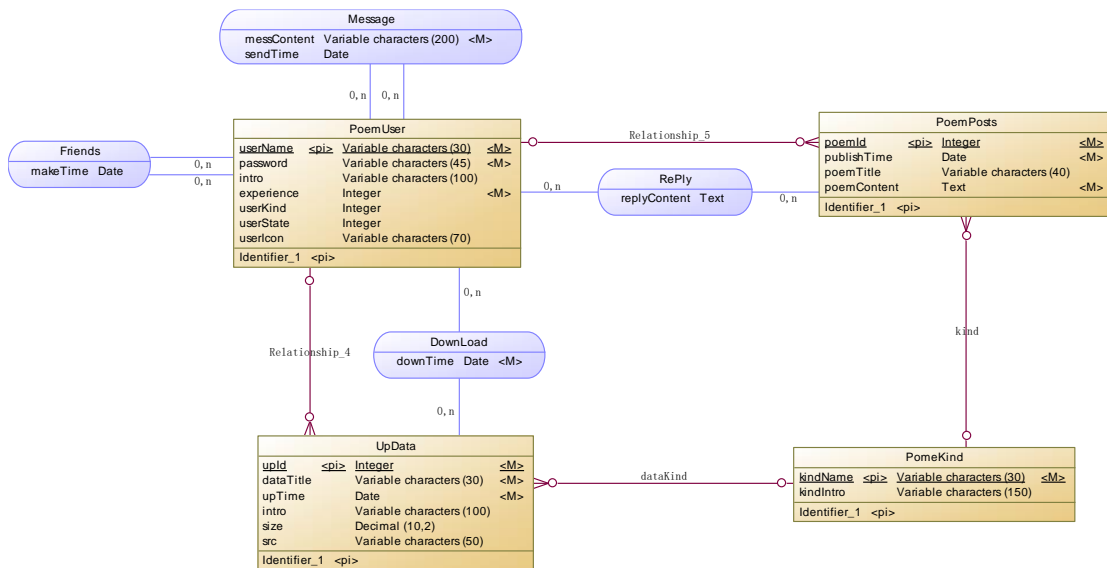 Message
messContent Variable characters (200) <M>
sendTime Date
0,n 0,n
PoemUser
userName <pi> Variable characters (30) <M>
password Variable characters (45) <M>
intro Variable characters (100)
experience Integer <M>
userKind Integer
userState Integer
userIcon Variable characters (70)
Identifier_1 <pi>
Friends
makeTime Date
0,n
0,n
Relationship_5
PoemPosts
poemId <pi> Integer <M>
publishTime Date <M>
poemTitle Variable characters (40)
poemContent Text <M>
Identifier_1 <pi>
0,n
RePly
replyContent Text
0,n
0,n
DownLoad
downTime Date <M>
0,n
Relationship_4
kind
UpData
upId <pi> Integer <M>
dataTitle Variable characters (30) <M>
upTime Date <M>
intro Variable characters (100)
size Decimal (10,2)
src Variable characters (50)
Identifier_1 <pi>
dataKind
PomeKind
kindName <pi> Variable characters (30) <M>
kindIntro Variable characters (150)
Identifier_1 <pi>